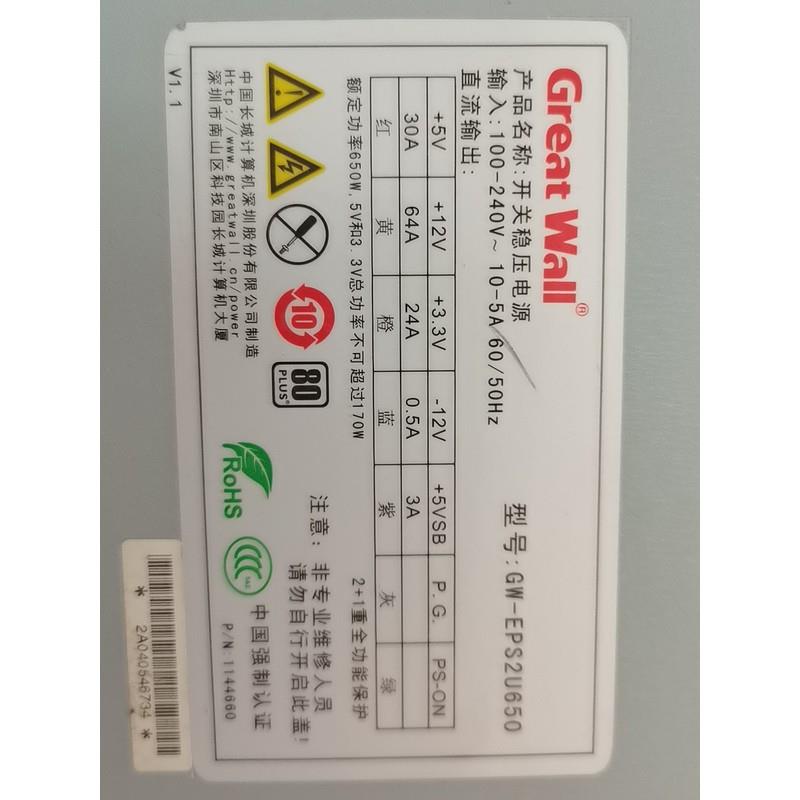 Great Wall®
产品名称:开关稳压电源
型号:GW-EPS2U650
输入:100-240V~ 10-5A/60/50Hz
直流输出:
+5V +12V +3.3V -12V +5VSB P.G. PS-ON
30A 64A 24A 0.5A 3A
红 黄 橙 蓝 紫 灰 绿
额定功率650W,5V和3.3V总功率不可超过170W
2+1重全功能保护
注意: 非专业维修人员
请勿自行开启此盖!
10
80
PLUS®
RoHS
CCC
S&E
中国强制认证
P/N:1144660
中国长城计算机深圳股份有限公司制造
Http://www.greatwall.cn/power
深圳市南山区科技园长城计算机大厦
V1.1
* 2A040546734 *